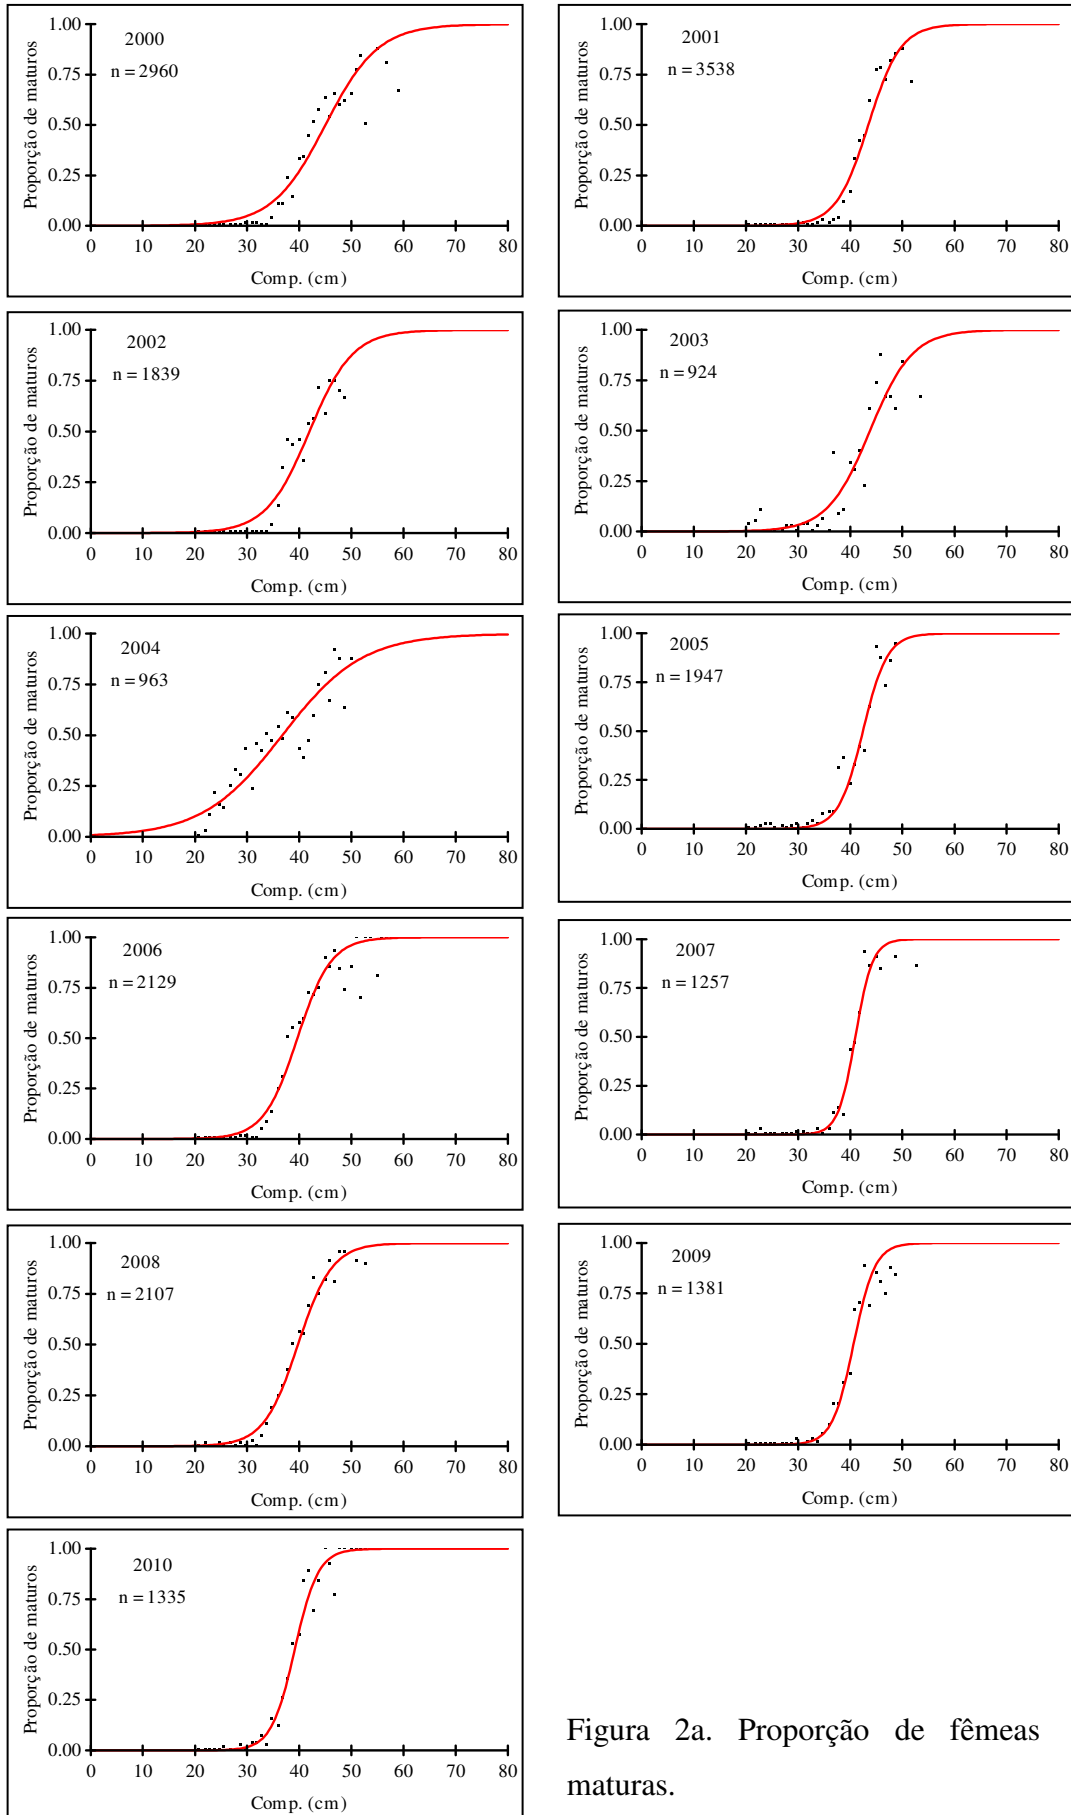 1.00
0.75
0.50
0.25
0.00
Proporção de maturos
2000
n = 2960
0 10 20 30 40 50 60 70 80
Comp. (cm)
1.00
0.75
0.50
0.25
0.00
Proporção de maturos
2001
n = 3538
0 10 20 30 40 50 60 70 80
Comp. (cm)
1.00
0.75
0.50
0.25
0.00
Proporção de maturos
2002
n = 1839
0 10 20 30 40 50 60 70 80
Comp. (cm)
1.00
0.75
0.50
0.25
0.00
Proporção de maturos
2003
n = 924
0 10 20 30 40 50 60 70 80
Comp. (cm)
1.00
0.75
0.50
0.25
0.00
Proporção de maturos
2004
n = 963
0 10 20 30 40 50 60 70 80
Comp. (cm)
1.00
0.75
0.50
0.25
0.00
Proporção de maturos
2005
n = 1947
0 10 20 30 40 50 60 70 80
Comp. (cm)
1.00
0.75
0.50
0.25
0.00
Proporção de maturos
2006
n = 2129
0 10 20 30 40 50 60 70 80
Comp. (cm)
1.00
0.75
0.50
0.25
0.00
Proporção de maturos
2007
n = 1257
0 10 20 30 40 50 60 70 80
Comp. (cm)
1.00
0.75
0.50
0.25
0.00
Proporção de maturos
2008
n = 2107
0 10 20 30 40 50 60 70 80
Comp. (cm)
1.00
0.75
0.50
0.25
0.00
Proporção de maturos
2009
n = 1381
0 10 20 30 40 50 60 70 80
Comp. (cm)
1.00
0.75
0.50
0.25
0.00
Proporção de maturos
2010
n = 1335
0 10 20 30 40 50 60 70 80
Comp. (cm)
Figura 2a. Proporção de fêmeas
maturas.